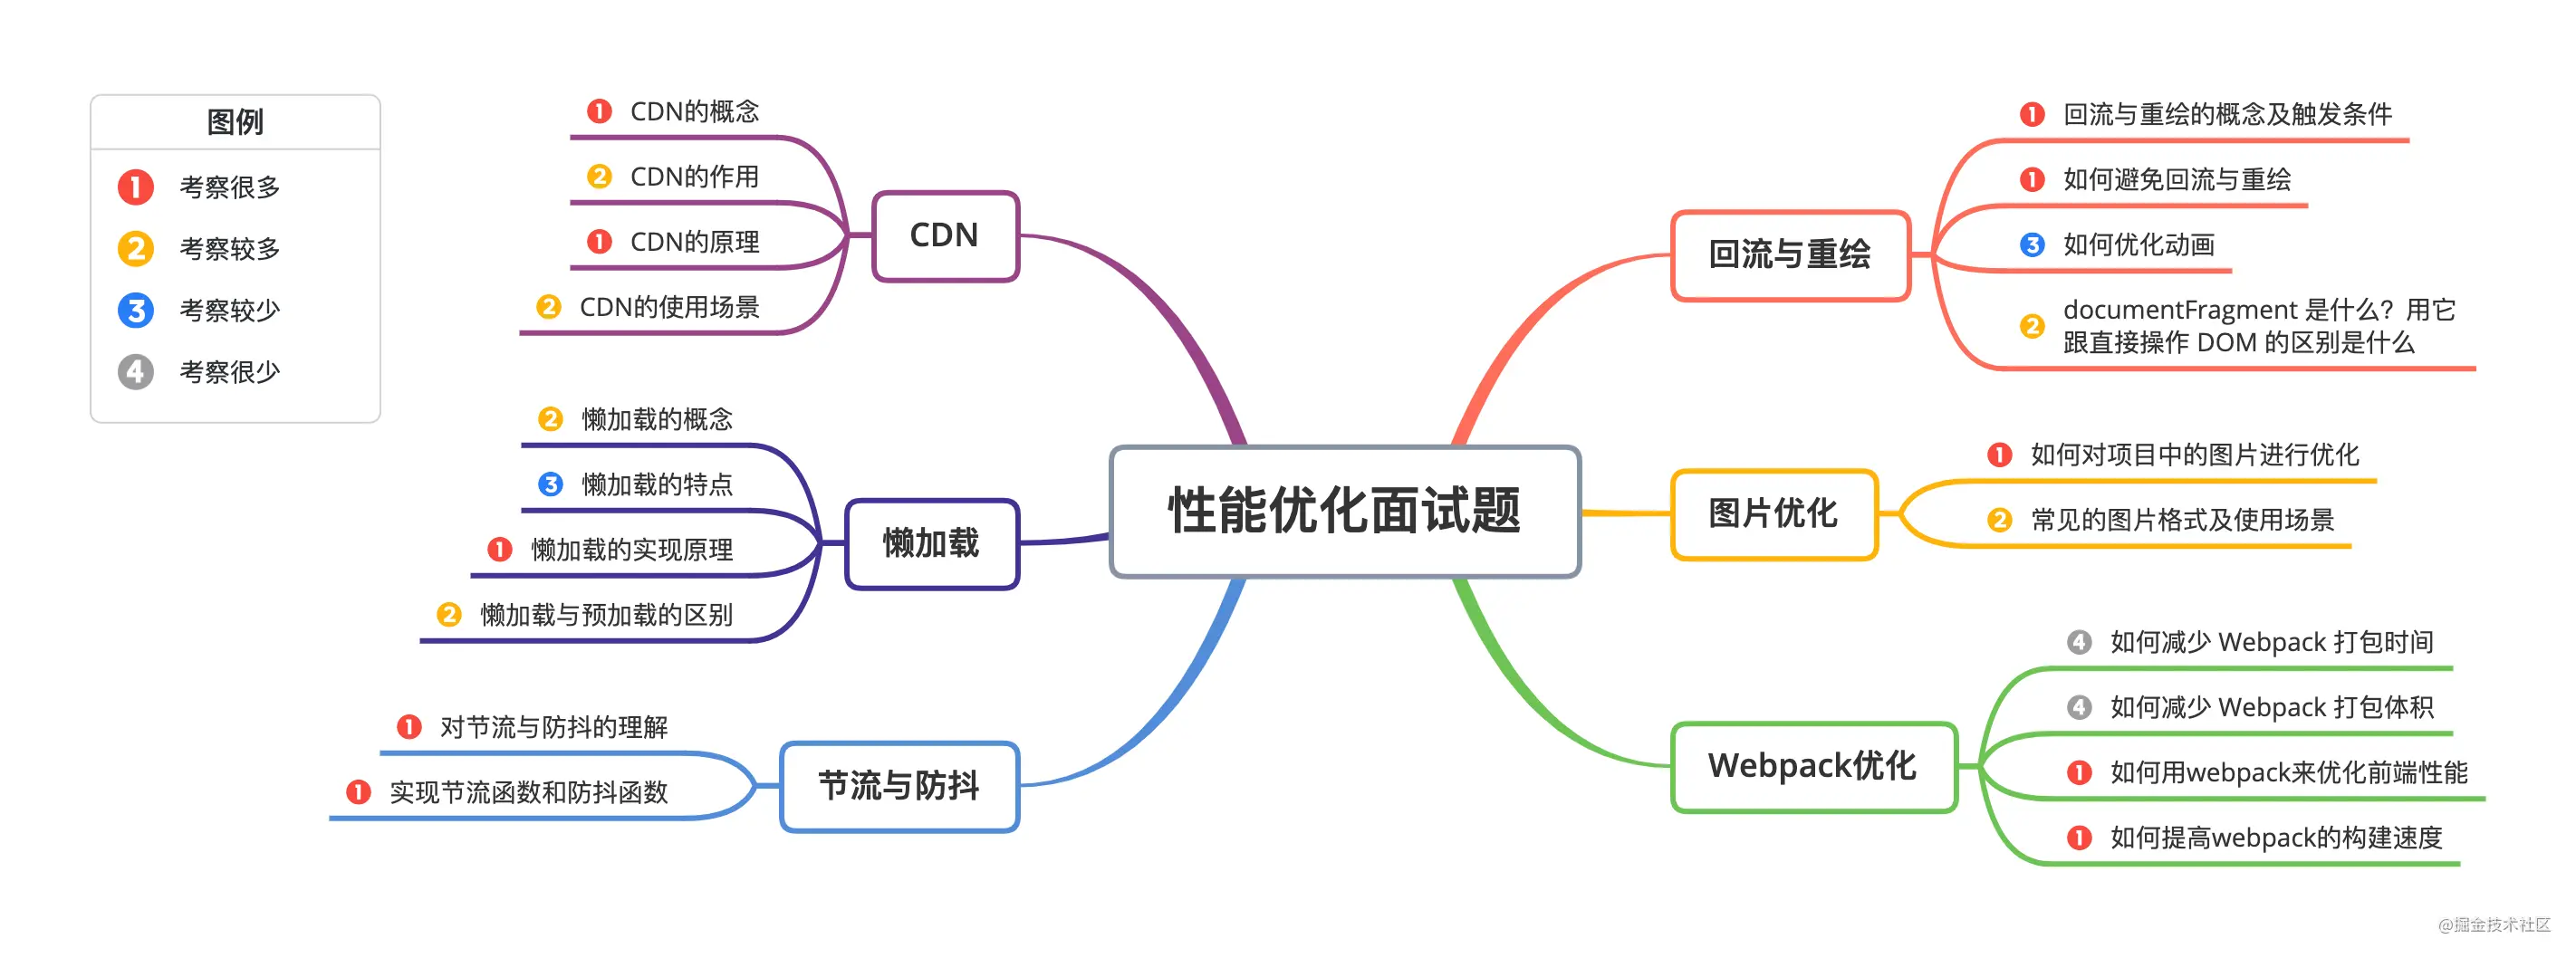 图例
1 考察很多
2 考察较多
3 考察较少
4 考察很少
性能优化面试题
CDN
1 CDN的概念
2 CDN的作用
1 CDN的原理
2 CDN的使用场景
懒加载
2 懒加载的概念
3 懒加载的特点
1 懒加载的实现原理
2 懒加载与预加载的区别
节流与防抖
1 对节流与防抖的理解
1 实现节流函数和防抖函数
回流与重绘
1 回流与重绘的概念及触发条件
1 如何避免回流与重绘
3 如何优化动画
2 documentFragment 是什么？用它
跟直接操作 DOM 的区别是什么
图片优化
1 如何对项目中的图片进行优化
2 常见的图片格式及使用场景
Webpack优化
4 如何减少 Webpack 打包时间
4 如何减少 Webpack 打包体积
1 如何用webpack来优化前端性能
1 如何提高webpack的构建速度
@掘金技术社区